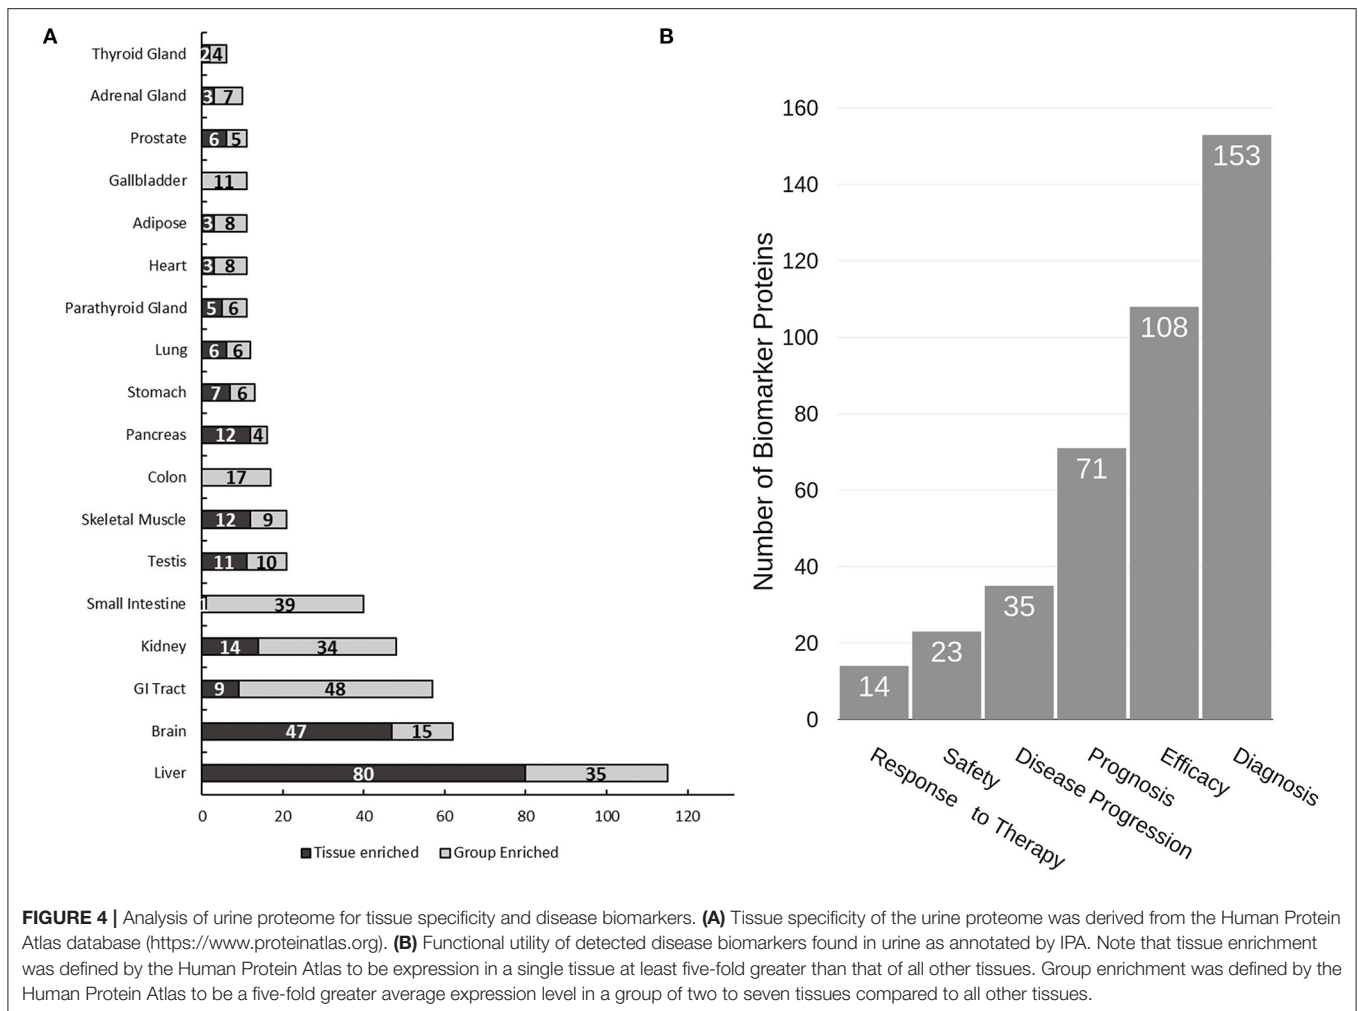 A
Thyroid Gland 2 4
Adrenal Gland 3 7
Prostate 6 5
Gallbladder 11
Adipose 3 8
Heart 3 8
Parathyroid Gland 5 6
Lung 6 6
Stomach 7 6
Pancreas 12 4
Colon 17
Skeletal Muscle 12 9
Testis 11 10
Small Intestine 1 39
Kidney 14 34
GI Tract 9 48
Brain 47 15
Liver 80 35
0 20 40 60 80 100 120
Tissue enriched Group Enriched
B
Number of Biomarker Proteins
160
140
120
100
80
60
40
20
0
14 23 35 71 108 153
Response to Therapy
Safety
Disease Progression
Prognosis
Efficacy
Diagnosis
FIGURE 4 | Analysis of urine proteome for tissue specificity and disease biomarkers. (A) Tissue specificity of the urine proteome was derived from the Human Protein
Atlas database (https://www.proteinatlas.org). (B) Functional utility of detected disease biomarkers found in urine as annotated by IPA. Note that tissue enrichment
was defined by the Human Protein Atlas to be expression in a single tissue at least five-fold greater than that of all other tissues. Group enrichment was defined by the
Human Protein Atlas to be a five-fold greater average expression level in a group of two to seven tissues compared to all other tissues.